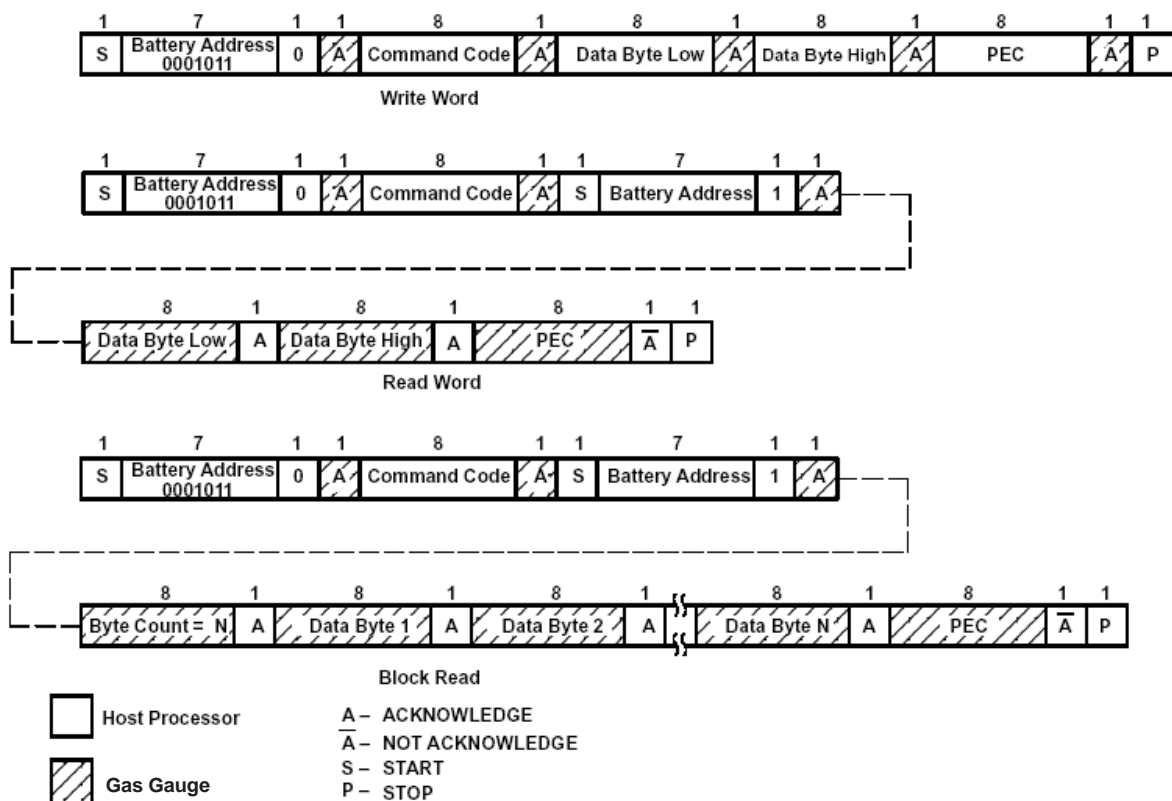 1 7 1 1 8 1 8 1 8 1 8 1 1
S Battery Address 0001011 0 A Command Code A Data Byte Low A Data Byte High A PEC A P
Write Word
1 7 1 1 8 1 1 7 1 1
S Battery Address 0001011 0 A Command Code A S Battery Address 1 A
8 1 8 1 8 1 1
Data Byte Low A Data Byte High A PEC A̅ P
Read Word
1 7 1 1 8 1 1 7 1 1
S Battery Address 0001011 0 A Command Code A S Battery Address 1 A
8 1 8 1 8 1 8 1 8 1 1
Byte Count = N A Data Byte 1 A Data Byte 2 A Data Byte N A PEC A̅ P
Block Read
Host Processor
A – ACKNOWLEDGE
A̅ – NOT ACKNOWLEDGE
S – START
Gas Gauge
P – STOP